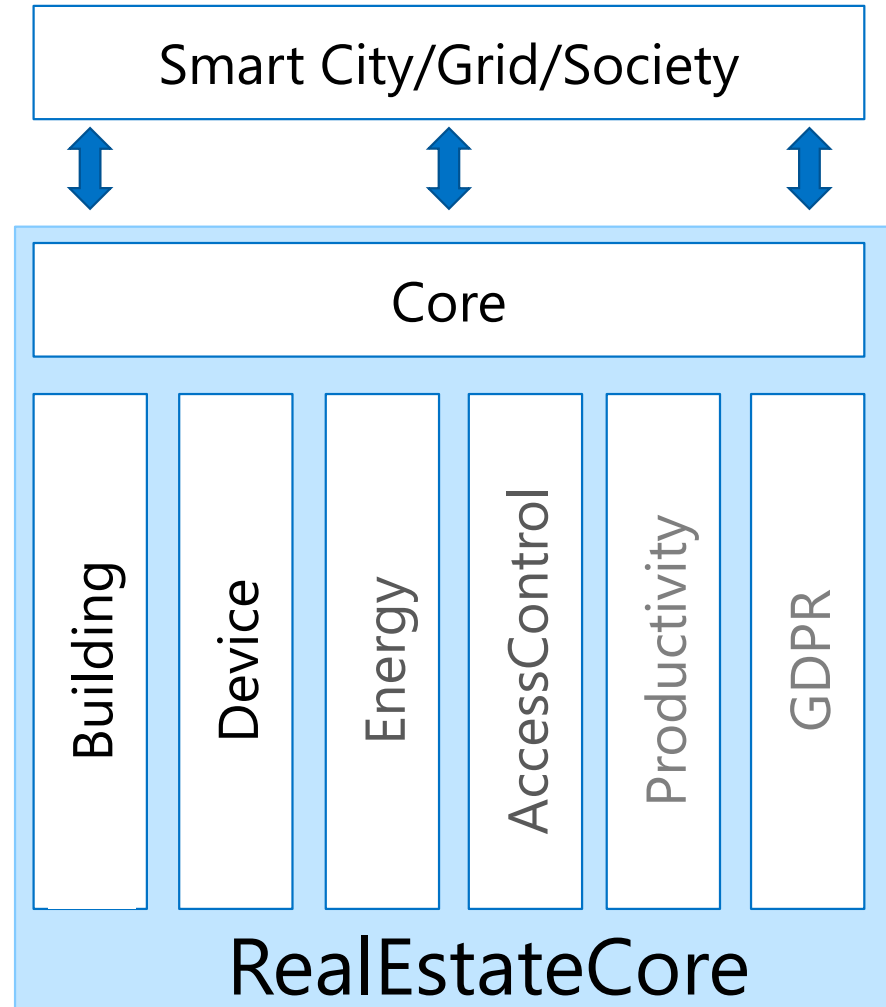 Smart City/Grid/Society
Core
Building
Device
Energy
AccessControl
Productivity
GDPR
RealEstateCore